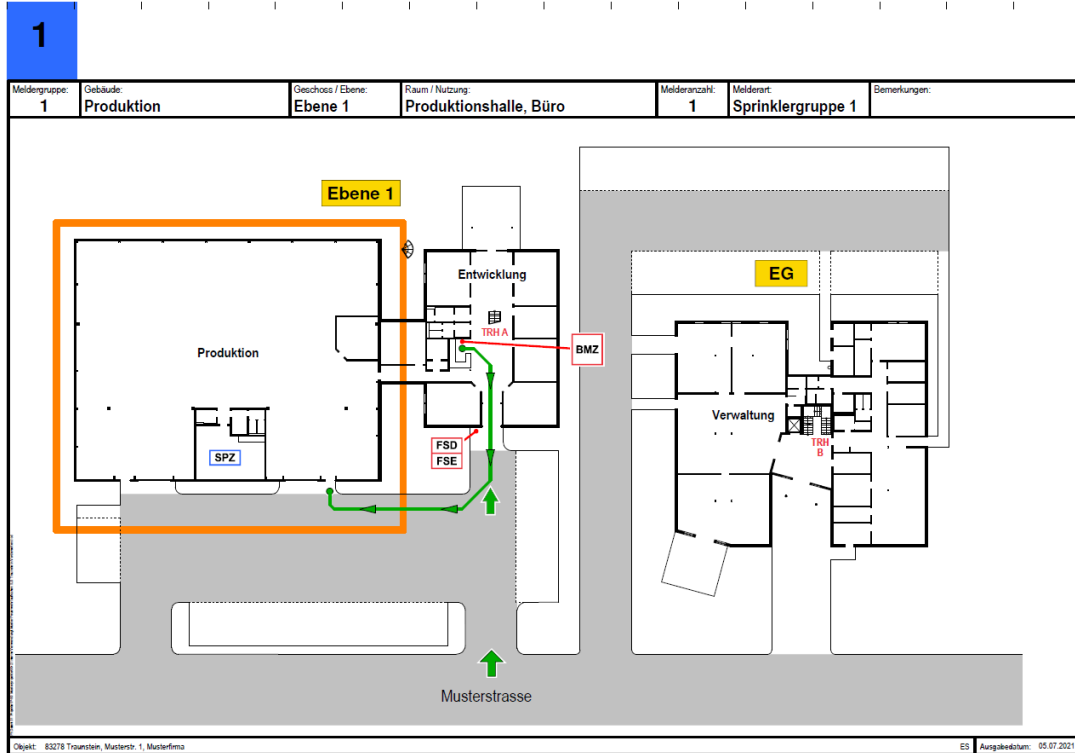 1
Meldergruppe: Gebäude: Geschoss / Ebene: Raum / Nutzung: Melderanzahl: Melderart: Bemerkungen:
1 Produktion Ebene 1 Produktionshalle, Büro 1 Sprinklergruppe 1
Ebene 1
Entwicklung
EG
TRH A
BMZ
Produktion
Verwaltung
FSD
FSE
TRH
B
SPZ
Musterstrasse
Objekt: 83278 Traunstein, Musterstr. 1, Musterfirma ES Ausgabedatum: 05.07.2021